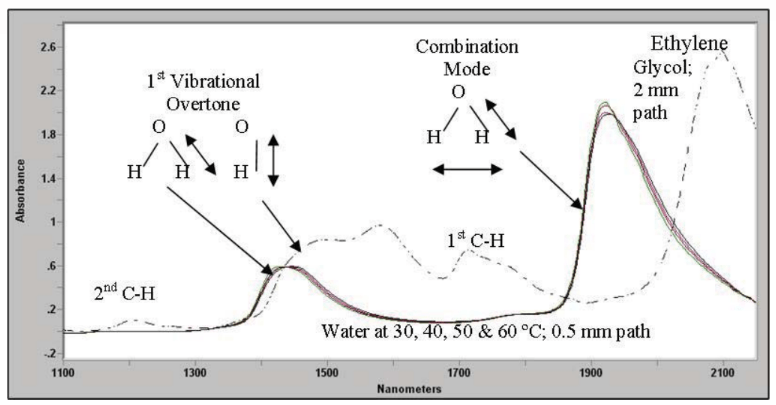 1st Vibrational
Overtone
O
H
H
O
H
Combination
Mode
O
H
H
Ethylene
Glycol;
2 mm
path
2nd C-H
1st C-H
Water at 30, 40, 50 & 60 °C; 0.5 mm path
Absorbance
2.6
2.2
1.8
1.4
1
.6
.2
-.2
1100
1300
1500
1700
1900
2100
Nanometers